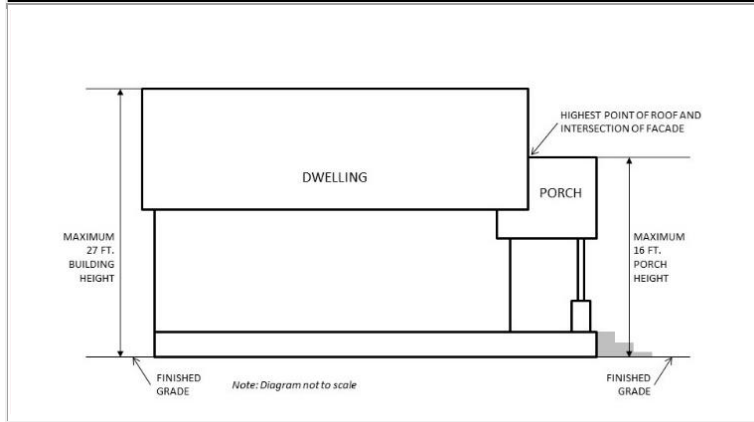 HIGHEST POINT OF ROOF AND
INTERSECTION OF FACADE
DWELLING
PORCH
MAXIMUM
27 FT.
BUILDING
HEIGHT
MAXIMUM
16 FT.
PORCH
HEIGHT
FINISHED
GRADE
Note: Diagram not to scale
FINISHED
GRADE